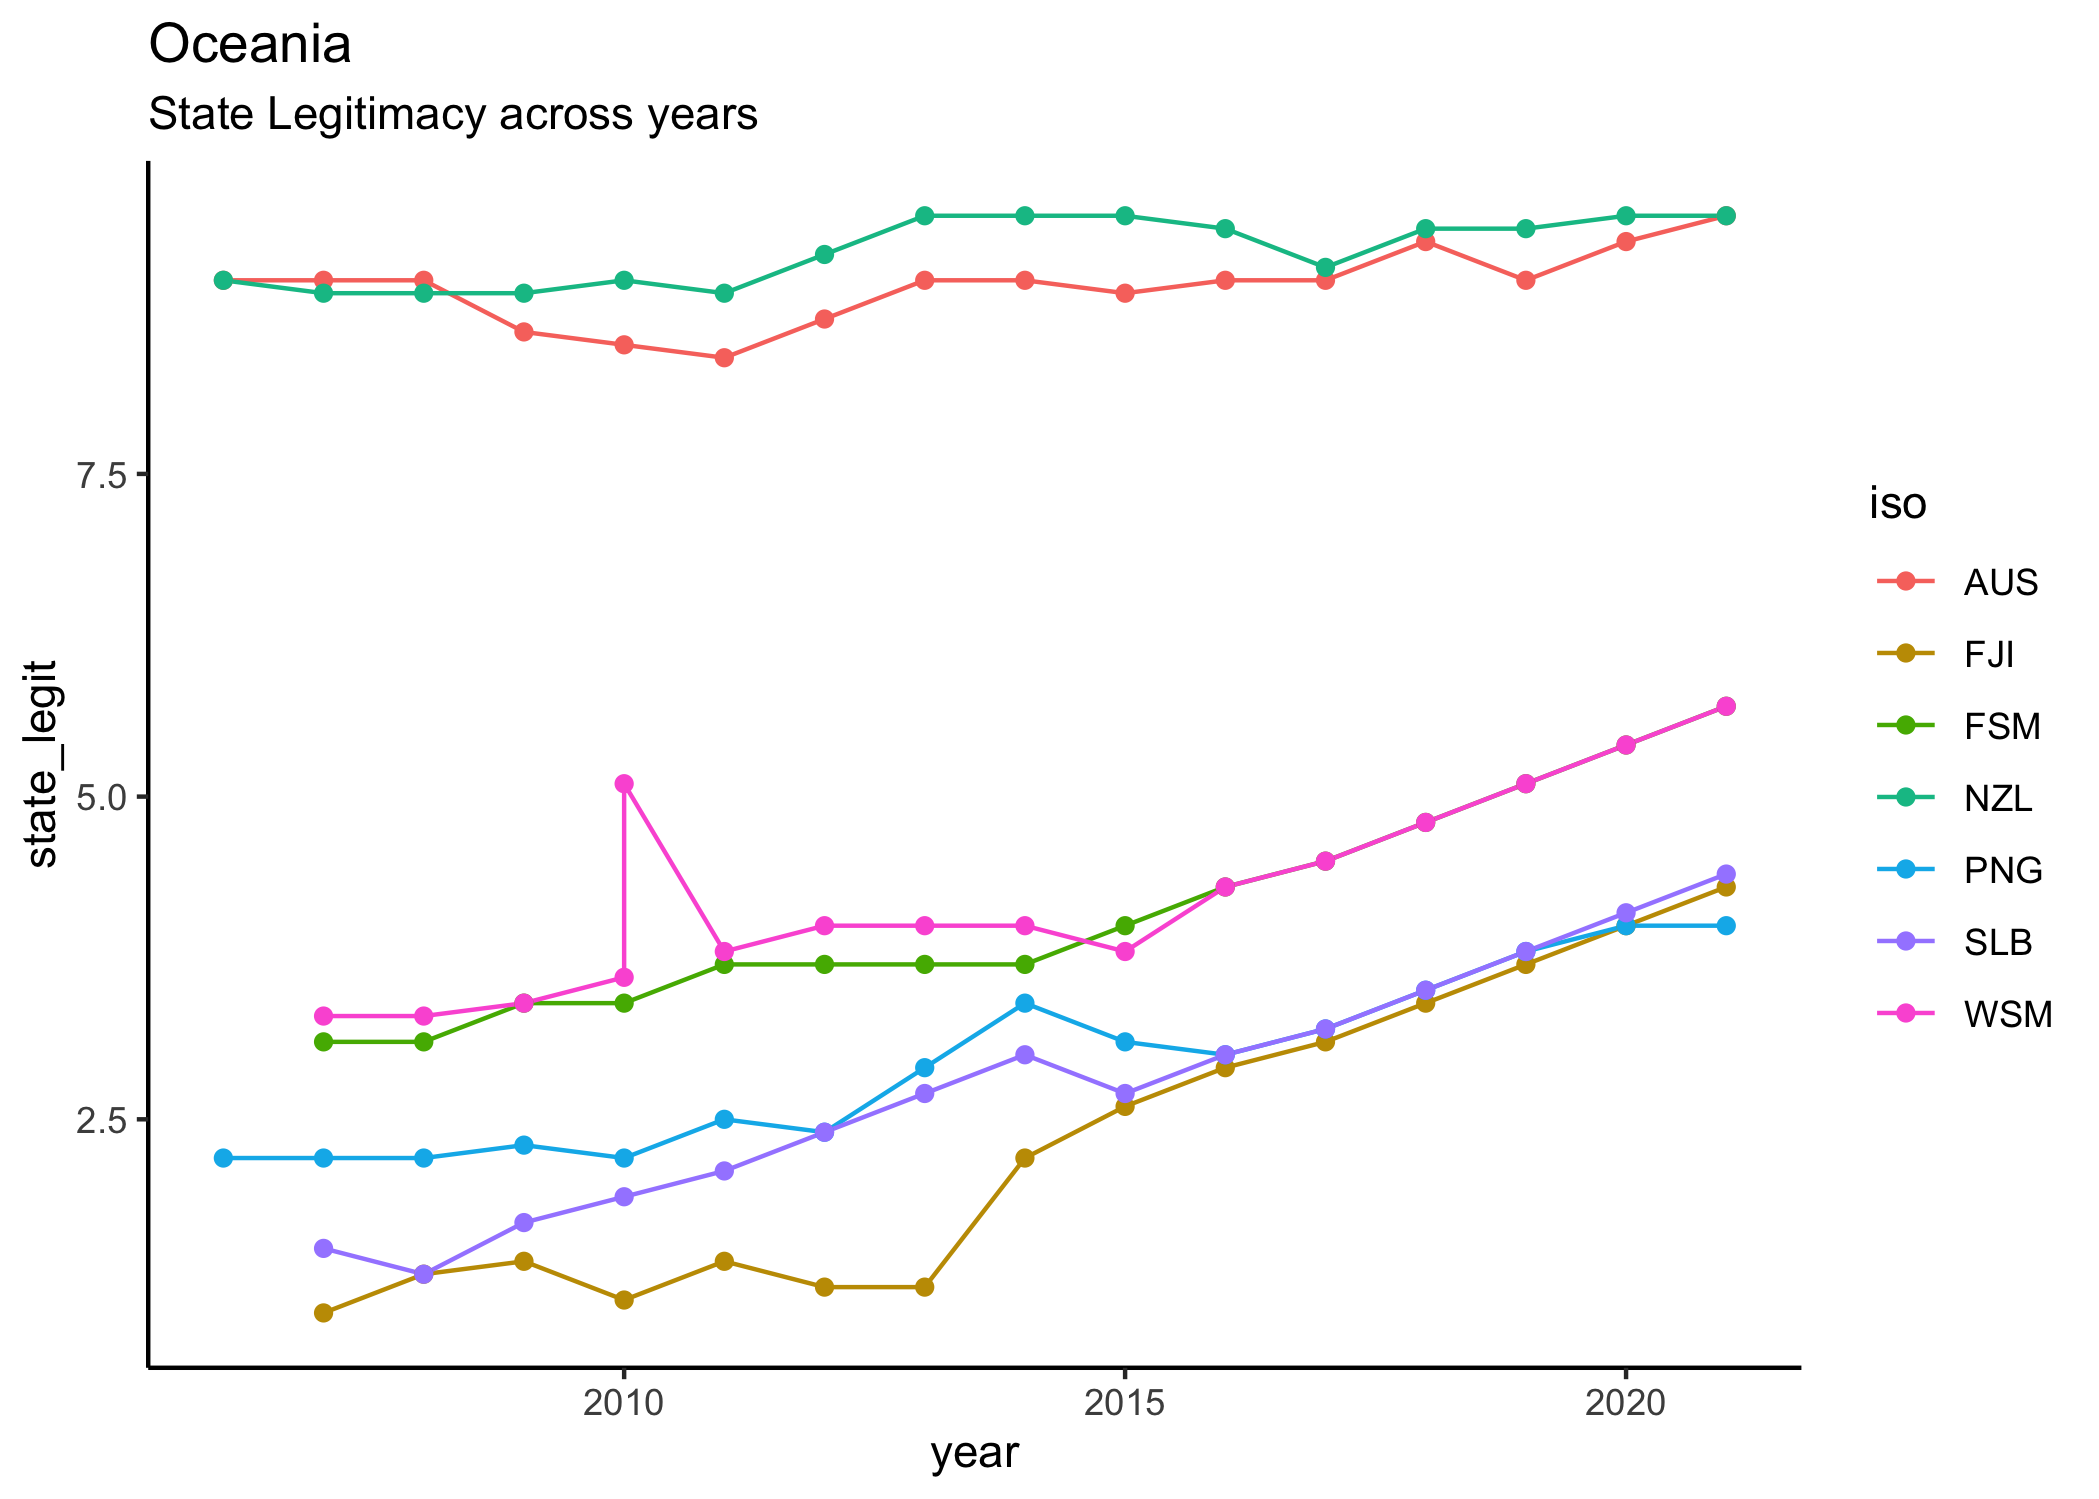 Oceania
State Legitimacy across years
state_legit
7.5
5.0
2.5
2010
2015
2020
year
iso
AUS
FJI
FSM
NZL
PNG
SLB
WSM